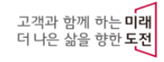 고객과 함께 하는 미래
더 나은 삶을 향한 도전